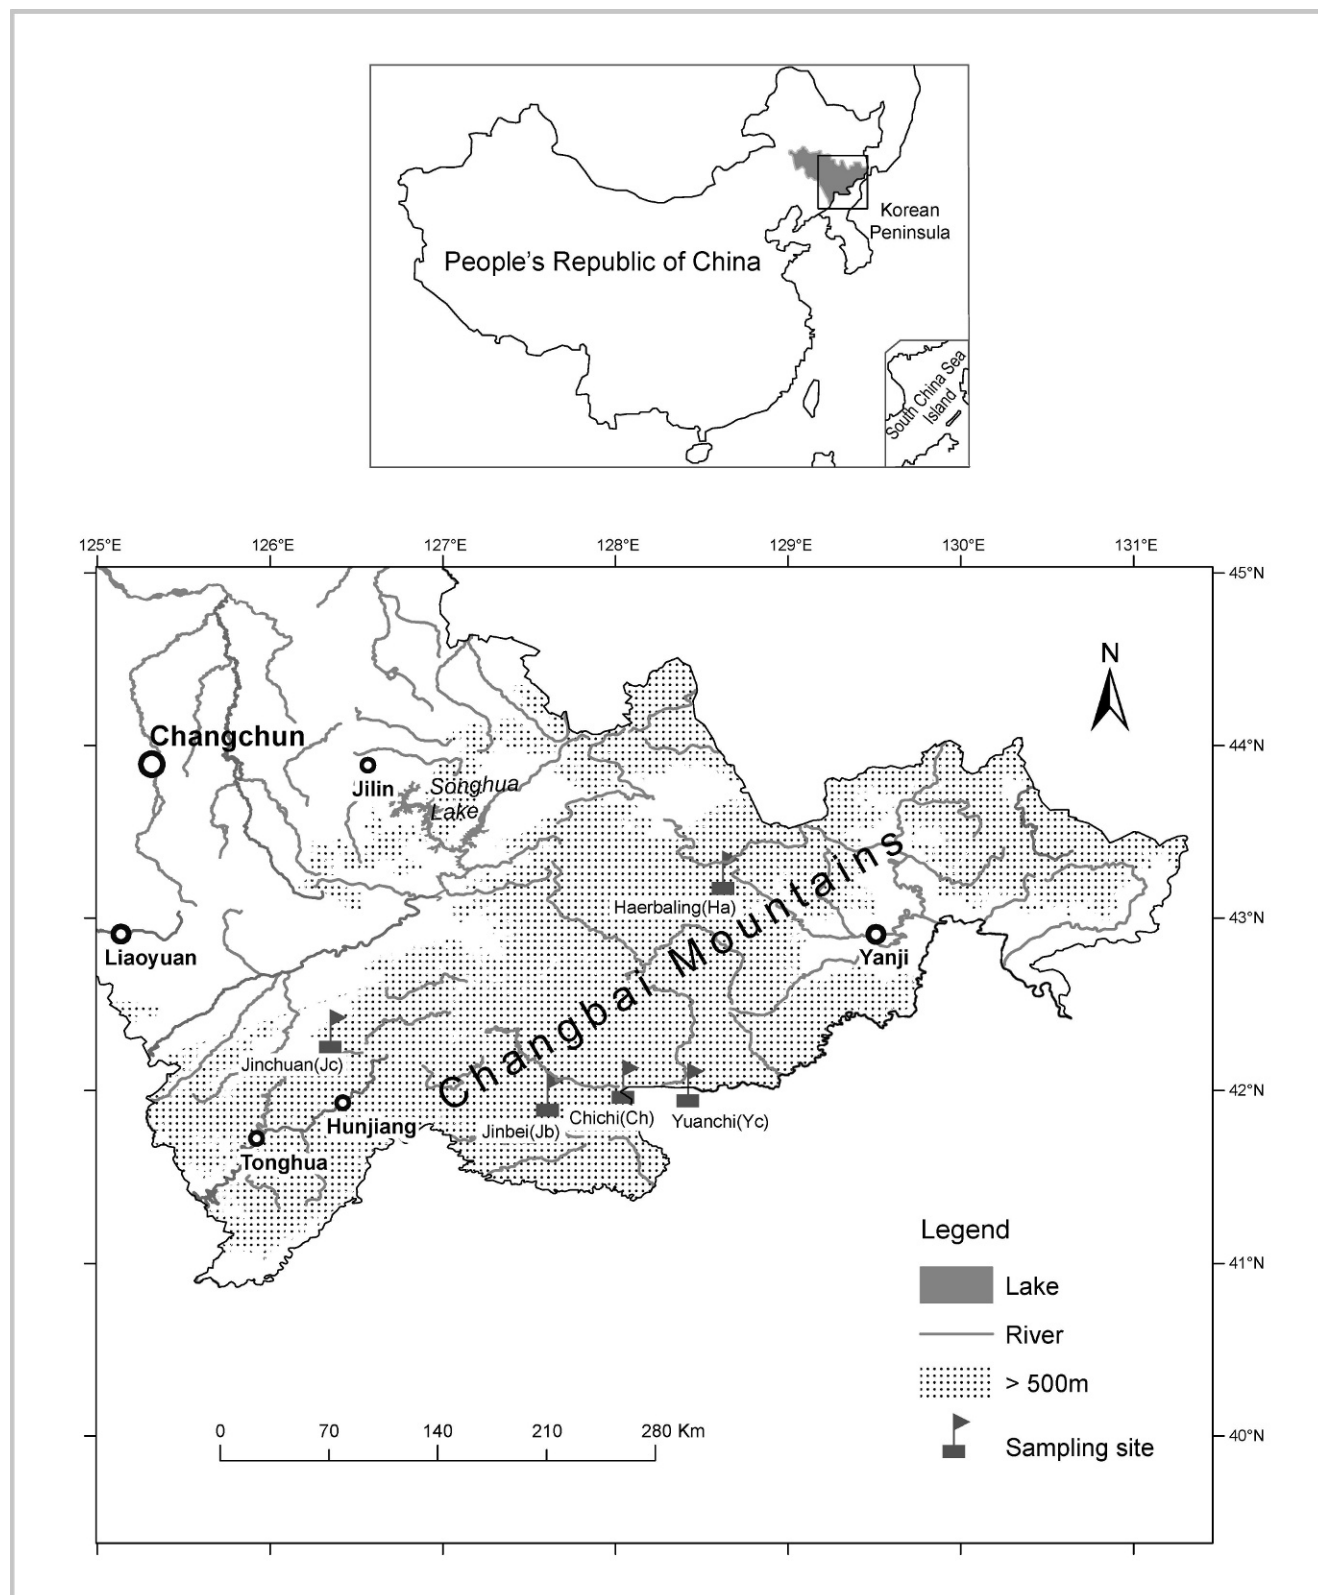 Korean
Peninsula
People's Republic of China
South China Sea
Island
125°E 126°E 127°E 128°E 129°E 130°E 131°E
45°N
N
Changchun
44°N
Jilin
Songhua
Lake
Haerbaling(Ha)
43°N
Changbai Mountains
Liaoyuan
Yanji
Jinchuan(Jc)
42°N
Chichi(Ch)
Yuanchi(Yc)
Jinbei(Jb)
Hunjiang
Tonghua
Legend
41°N
Lake
River
> 500m
0 70 140 210 280 Km
40°N
Sampling site